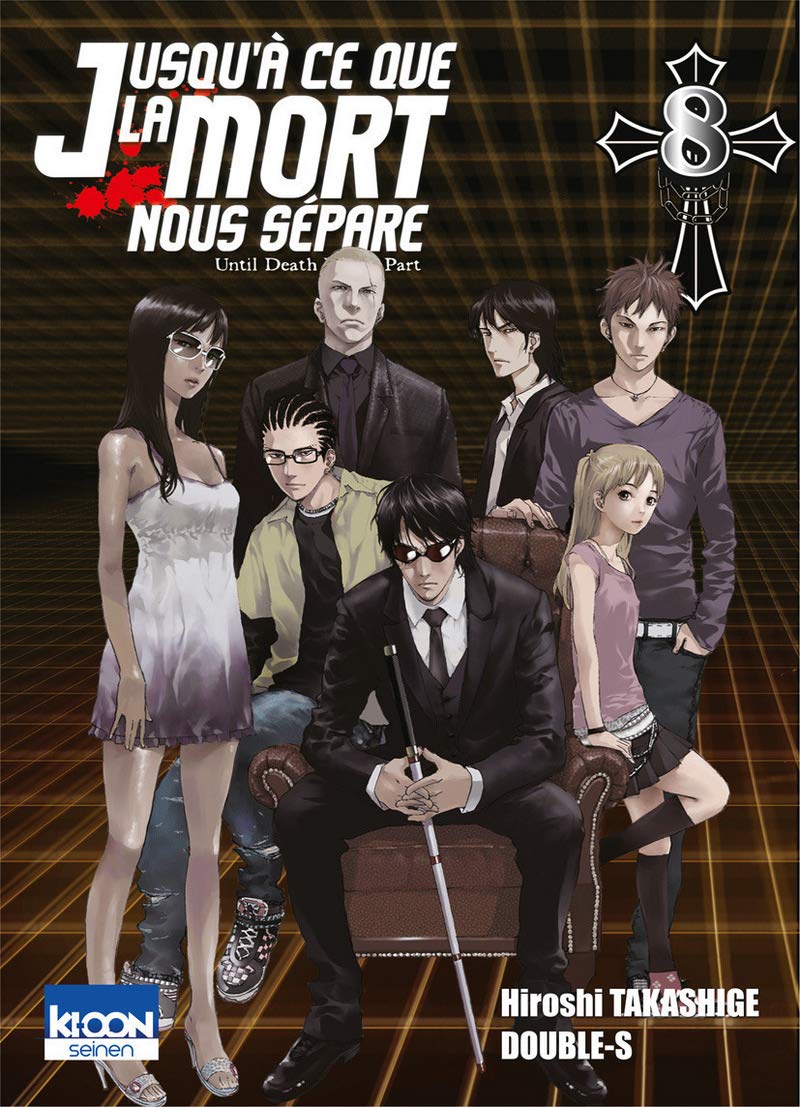 JUSQU'À CE QUE
LA MORT
NOUS SÉPARE
Until Death Part
8
Hiroshi TAKASHIGE
DOUBLE-S
KI-OON
seinen